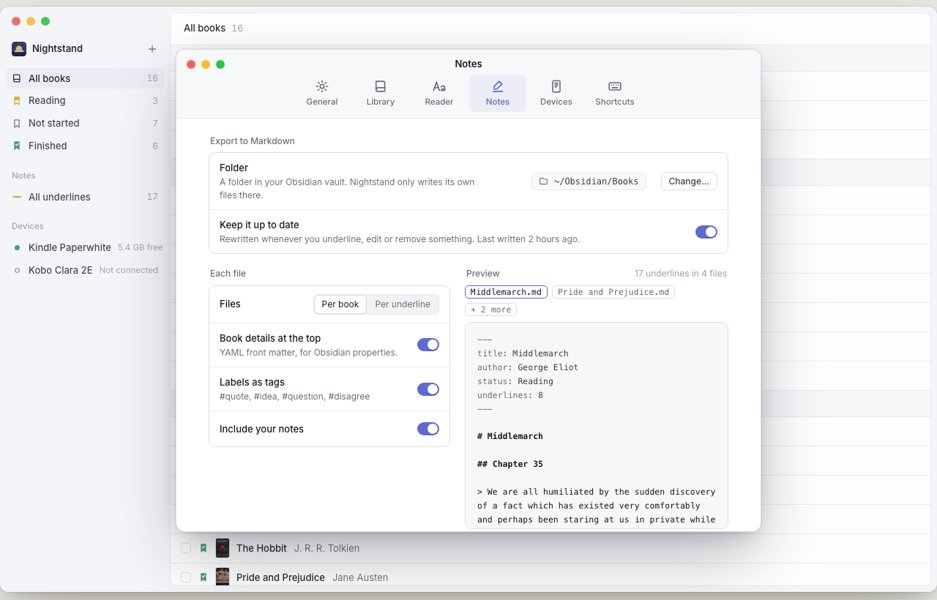 Nightstand
All books 16
Reading 3
Not started 7
Finished 6
Notes
All underlines 17
Devices
Kindle Paperwhite 5.4 GB free
Kobo Clara 2E Not connected
All books 16
Notes
General Library Reader Notes Devices Shortcuts
Export to Markdown
Folder
A folder in your Obsidian vault. Nightstand only writes its own
files there.
~/Obsidian/Books Change...
Keep it up to date
Rewritten whenever you underline, edit or remove something. Last written 2 hours ago.
Each file
Files Per book Per underline
Book details at the top
YAML front matter, for Obsidian properties.
Labels as tags
#quote, #idea, #question, #disagree
Include your notes
Preview 17 underlines in 4 files
Middlemarch.md Pride and Prejudice.md
+ 2 more
---
title: Middlemarch
author: George Eliot
status: Reading
underlines: 8
---
# Middlemarch
## Chapter 35
> We are all humiliated by the sudden discovery
of a fact which has existed very comfortably
and perhaps been staring at us in private while
The Hobbit J. R. R. Tolkien
Pride and Prejudice Jane Austen